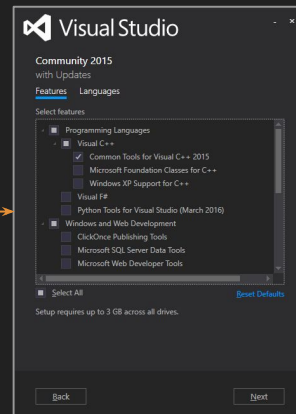 Visual Studio
Community 2015
with Updates
Features Languages
Select features
Programming Languages
Visual C++
Common Tools for Visual C++ 2015
Microsoft Foundation Classes for C++
Windows XP Support for C++
Visual F#
Python Tools for Visual Studio (March 2016)
Windows and Web Development
ClickOnce Publishing Tools
Microsoft SQL Server Data Tools
Microsoft Web Developer Tools
Select All Reset Defaults
Setup requires up to 3 GB across all drives.
Back Next